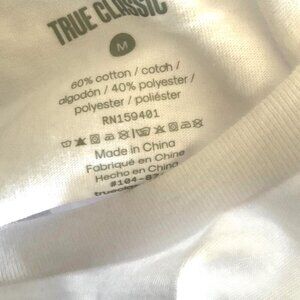 TRUE CLASSIC
M
60% cotton / coton /
algodón / 40% polyester /
polyester / poliéster
RN159401
Made in China
Fabriqué en Chine
Hecho en China
#104-